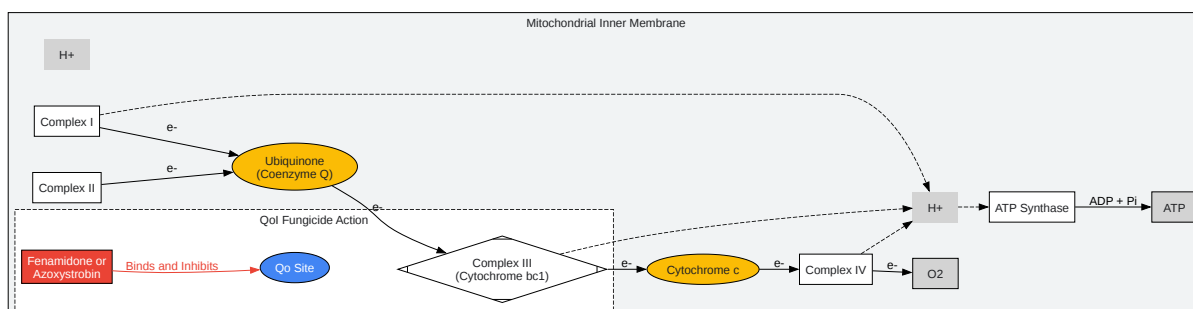 Mitochondrial Inner Membrane
H+
Complex I
e-
Ubiquinone
(Coenzyme Q)
e-
Complex II
e-
QoI Fungicide Action
H+
ATP Synthase
ADP + Pi
ATP
Fenamidone or
Azoxystrobin
Binds and Inhibits
Qo Site
Complex III
(Cytochrome bc1)
e-
Cytochrome c
e-
Complex IV
e-
O2